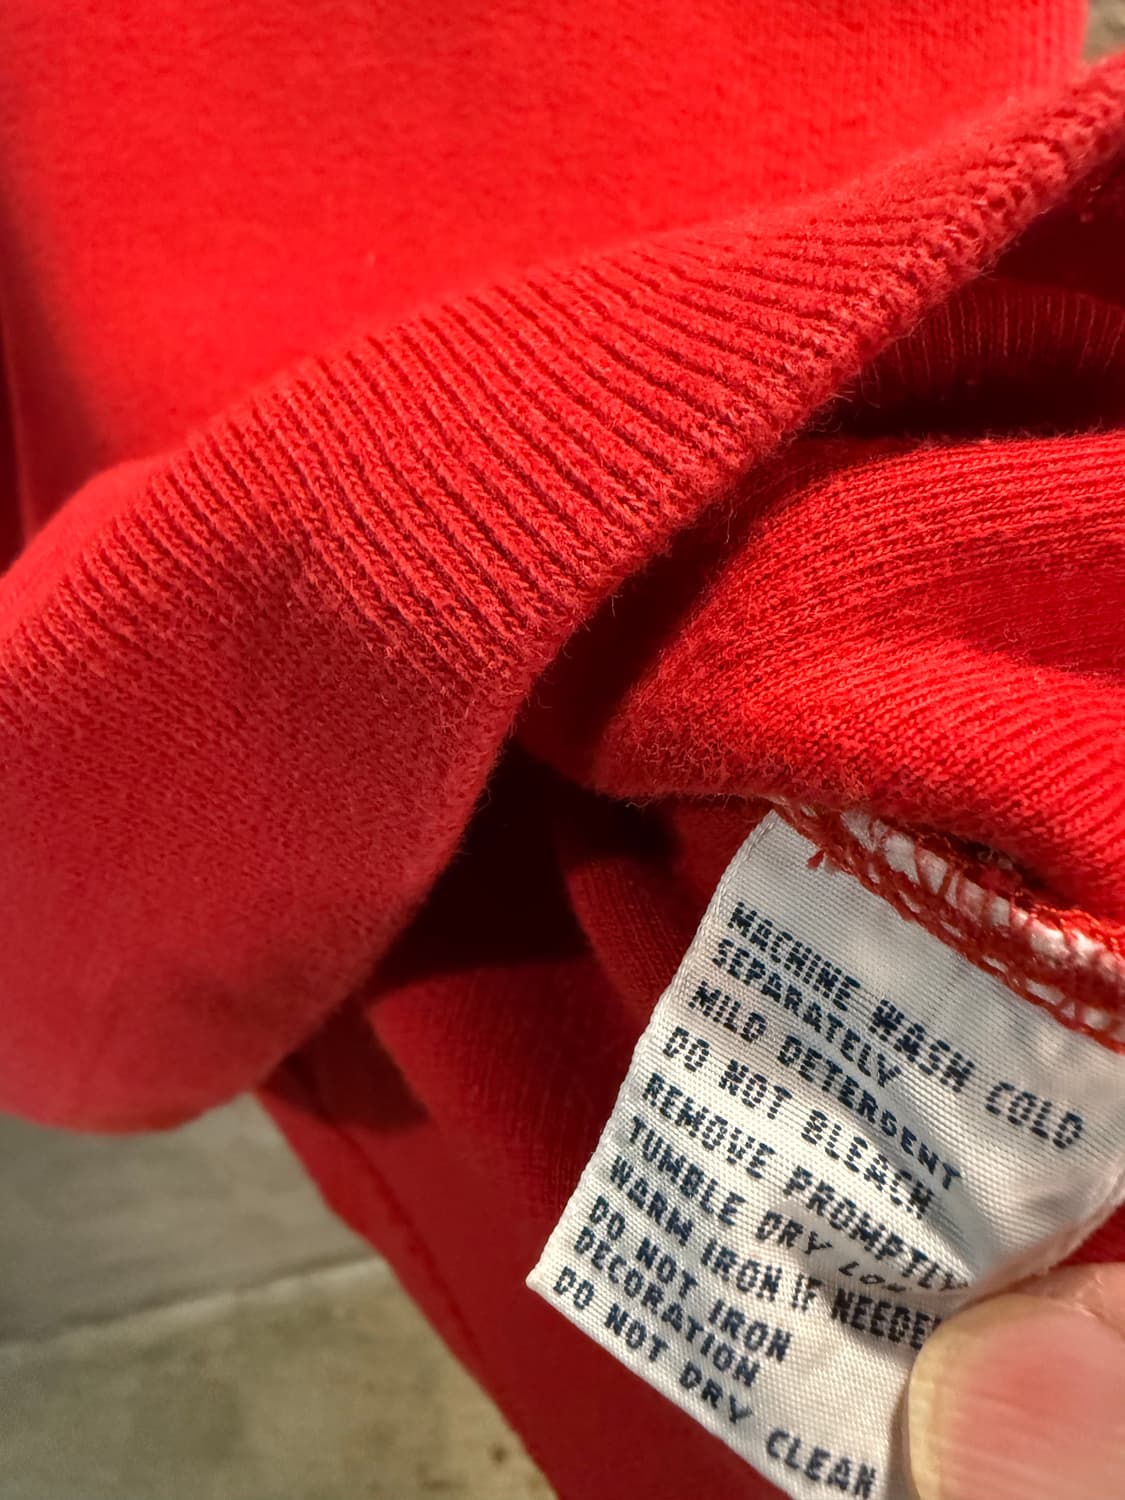 MACHINE WASH COLD
SEPARATELY
MILD DETERGENT
DO NOT BLEACH
REMOVE PROMPTLY
TUMBLE DRY LOW
WARM IRON IF NEEDED
DO NOT IRON
DECORATION
DO NOT DRY CLEAN